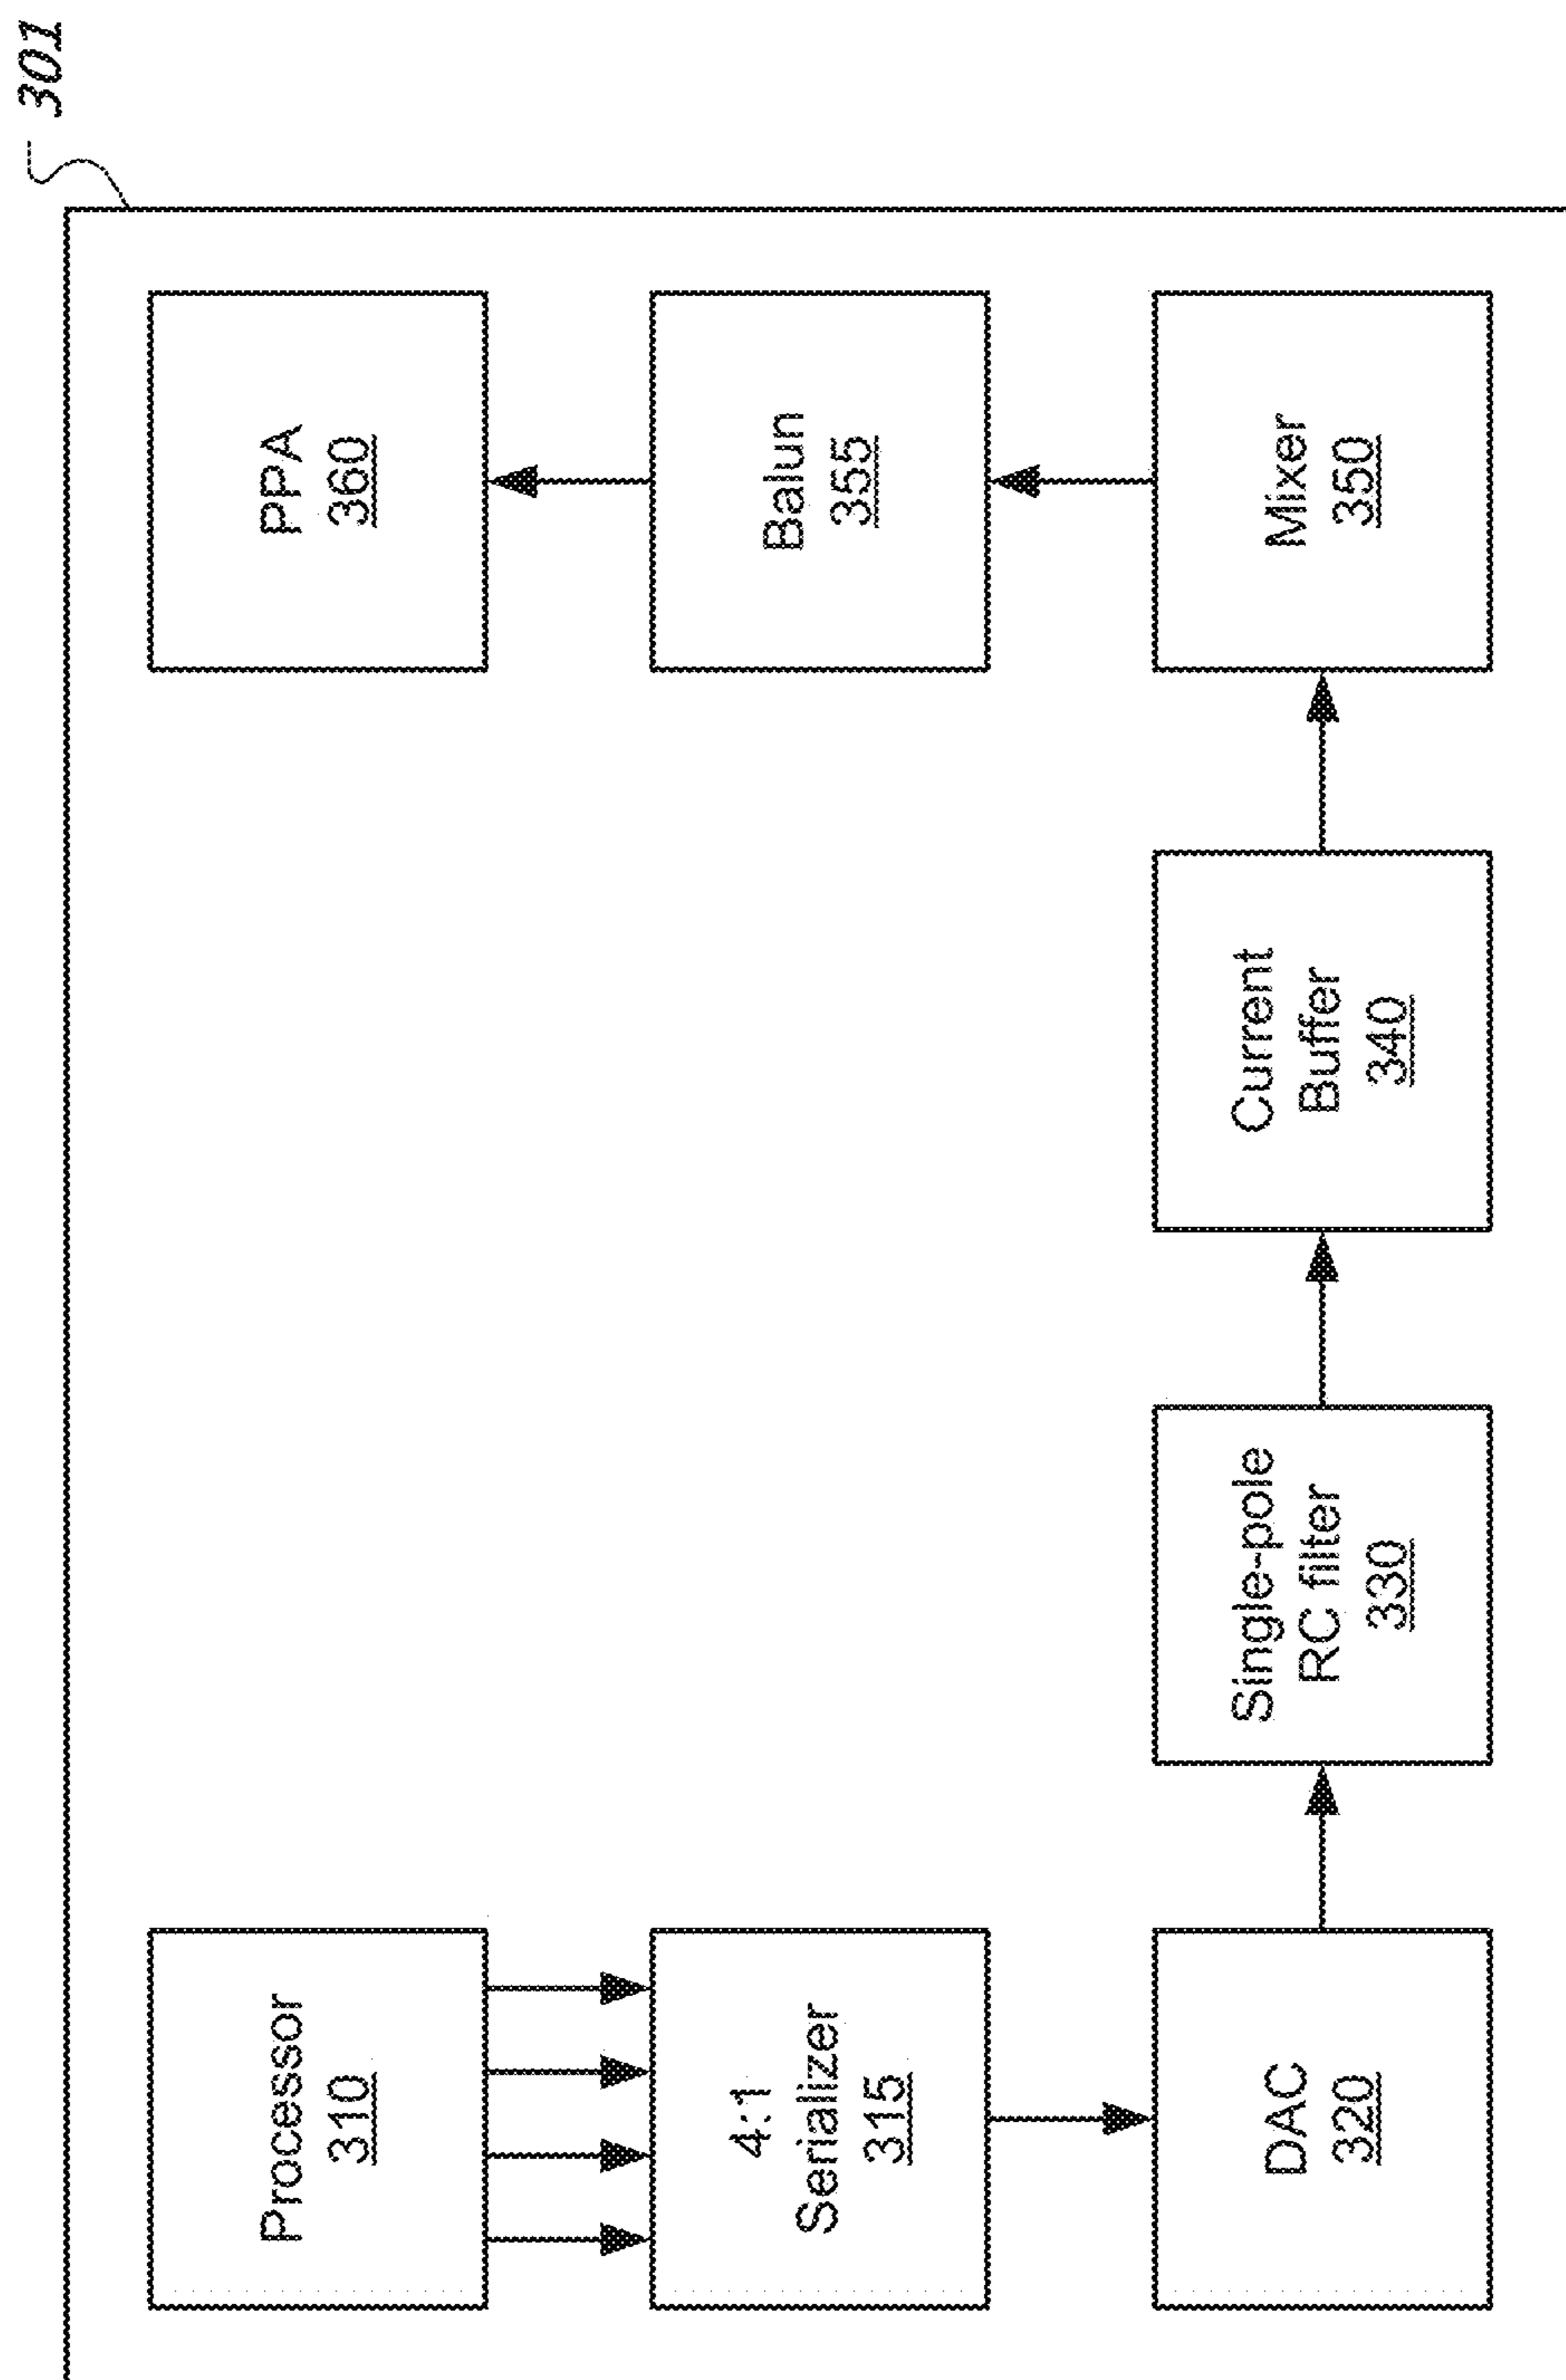 301
Processor
310
4:1
Serializer
315
DAC
320
Single-pole
RC filter
330
Current
Buffer
340
Mixer
350
Balun
355
PPA
360